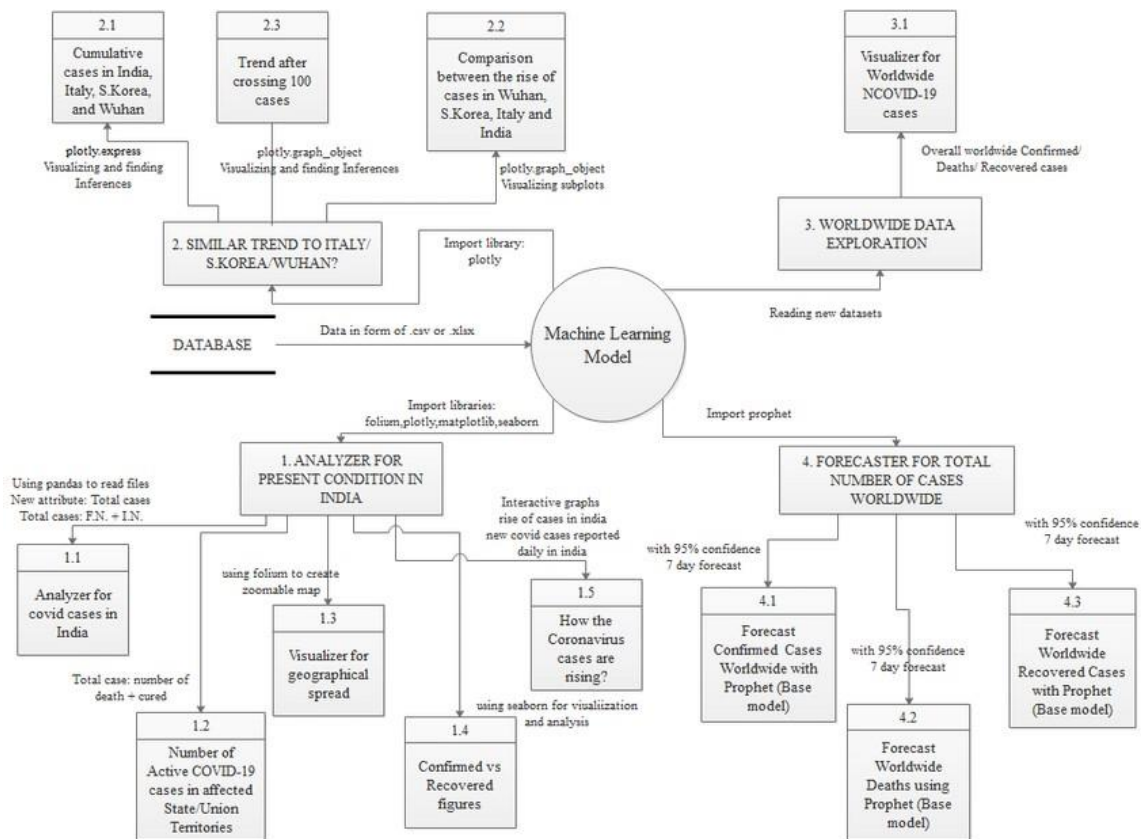 2.1
Cumulative
cases in India,
Italy, S.Korea,
and Wuhan
2.3
Trend after
crossing 100
cases
2.2
Comparison
between the rise of
cases in Wuhan,
S.Korea, Italy and
India
3.1
Visualizer for
Worldwide
NCOVID-19
cases
plotly.express
Visualizing and finding
Inferences
plotly.graph_object
Visualizing and finding Inferences
plotly.graph_object
Visualizing subplots
Overall worldwide Confirmed/
Deaths/ Recovered cases
2. SIMILAR TREND TO ITALY/
S.KOREA/WUHAN?
Import library:
plotly
3. WORLDWIDE DATA
EXPLORATION
DATABASE
Data in form of .csv or .xlsx
Machine Learning
Model
Reading new datasets
Import libraries:
folium,plotly,matplotlib,seaborn
Import prophet
1. ANALYZER FOR
PRESENT CONDITION IN
INDIA
4. FORECASTER FOR TOTAL
NUMBER OF CASES
WORLDWIDE
Using pandas to read files
New attribute: Total cases
Total cases: F.N. + I.N.
1.1
Analyzer for
covid cases in
India
using folium to create
zoomable map
1.3
Visualizer for
geographical
spread
Interactive graphs
rise of cases in india
new covid cases reported
daily in india
1.5
How the
Coronavirus
cases are
rising?
Total case: number of
death + cured
1.2
Number of
Active COVID-19
cases in affected
State/Union
Territories
using seaborn for viualiization
and analysis
1.4
Confirmed vs
Recovered
figures
with 95% confidence
7 day forecast
4.1
Forecast
Confirmed Cases
Worldwide with
Prophet (Base
model)
with 95% confidence
7 day forecast
4.2
Forecast
Worldwide
Deaths using
Prophet (Base
model)
with 95% confidence
7 day forecast
4.3
Forecast
Worldwide
Recovered Cases
with Prophet
(Base model)